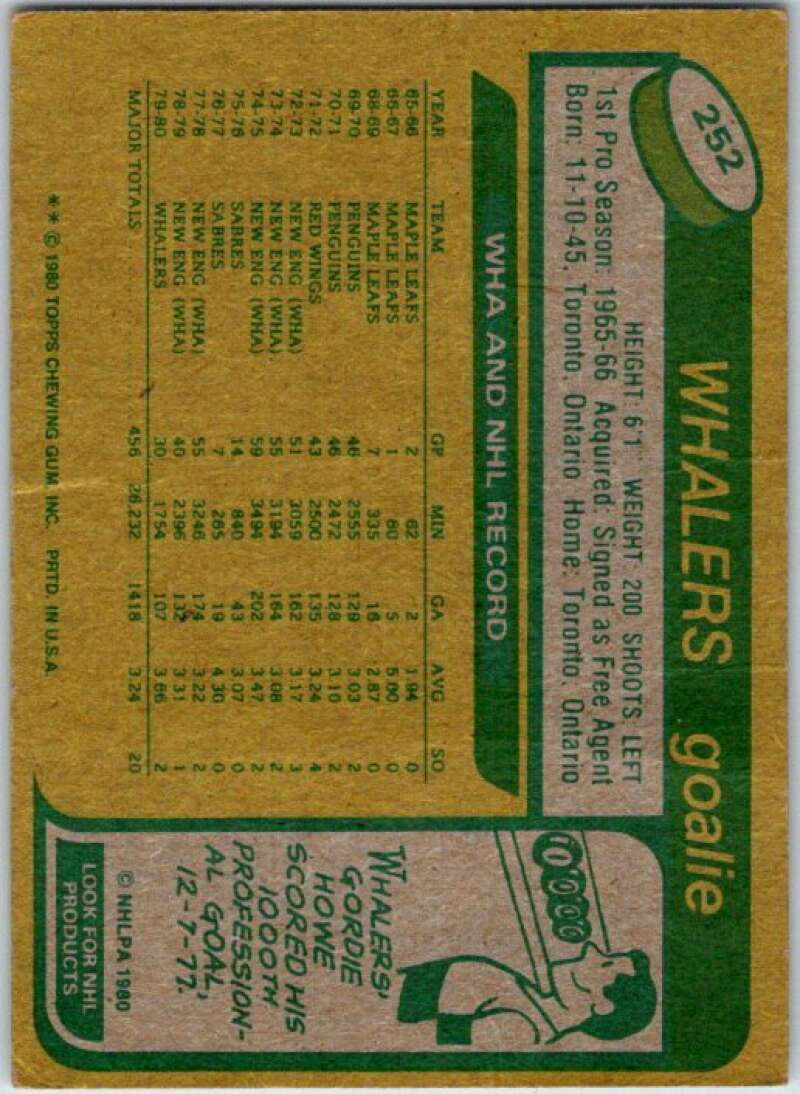 252
WHALERS goalie
HEIGHT: 6'1" WEIGHT: 200 SHOOTS: LEFT
1st Pro Season: 1965-66 Acquired: Signed as Free Agent
Born: 11-10-45, Toronto, Ontario Home: Toronto, Ontario
WHA AND NHL RECORD
YEAR TEAM GP MIN GA AVG SO
65-66 MAPLE LEAFS 2 62 2 1.94 0
66-67 MAPLE LEAFS 1 60 5 5.00 0
68-69 MAPLE LEAFS 7 335 16 2.87 0
69-70 PENGUINS 46 2555 129 3.03 2
70-71 PENGUINS 46 2472 128 3.10 2
71-72 RED WINGS 43 2500 135 3.24 4
72-73 NEW ENG (WHA) 51 3059 162 3.17 3
73-74 NEW ENG (WHA) 55 3194 164 3.08 2
74-75 NEW ENG (WHA) 59 3494 202 3.47 2
75-76 SABRES 14 840 43 3.07 0
76-77 SABRES 7 265 19 4.30 0
77-78 NEW ENG (WHA) 55 3246 174 3.22 2
78-79 NEW ENG (WHA) 40 2396 132 3.31 1
79-80 WHALERS 30 1754 107 3.66 2
MAJOR TOTALS 456 26,232 1418 3.24 20
** © 1980 TOPPS CHEWING GUM, INC. PRTD. IN U.S.A.
1000
WHALERS'
GORDIE
HOWE
SCORED HIS
1000TH
PROFESSION-
AL GOAL,
12-7-77.
© NHLPA 1980
LOOK FOR NHL
PRODUCTS